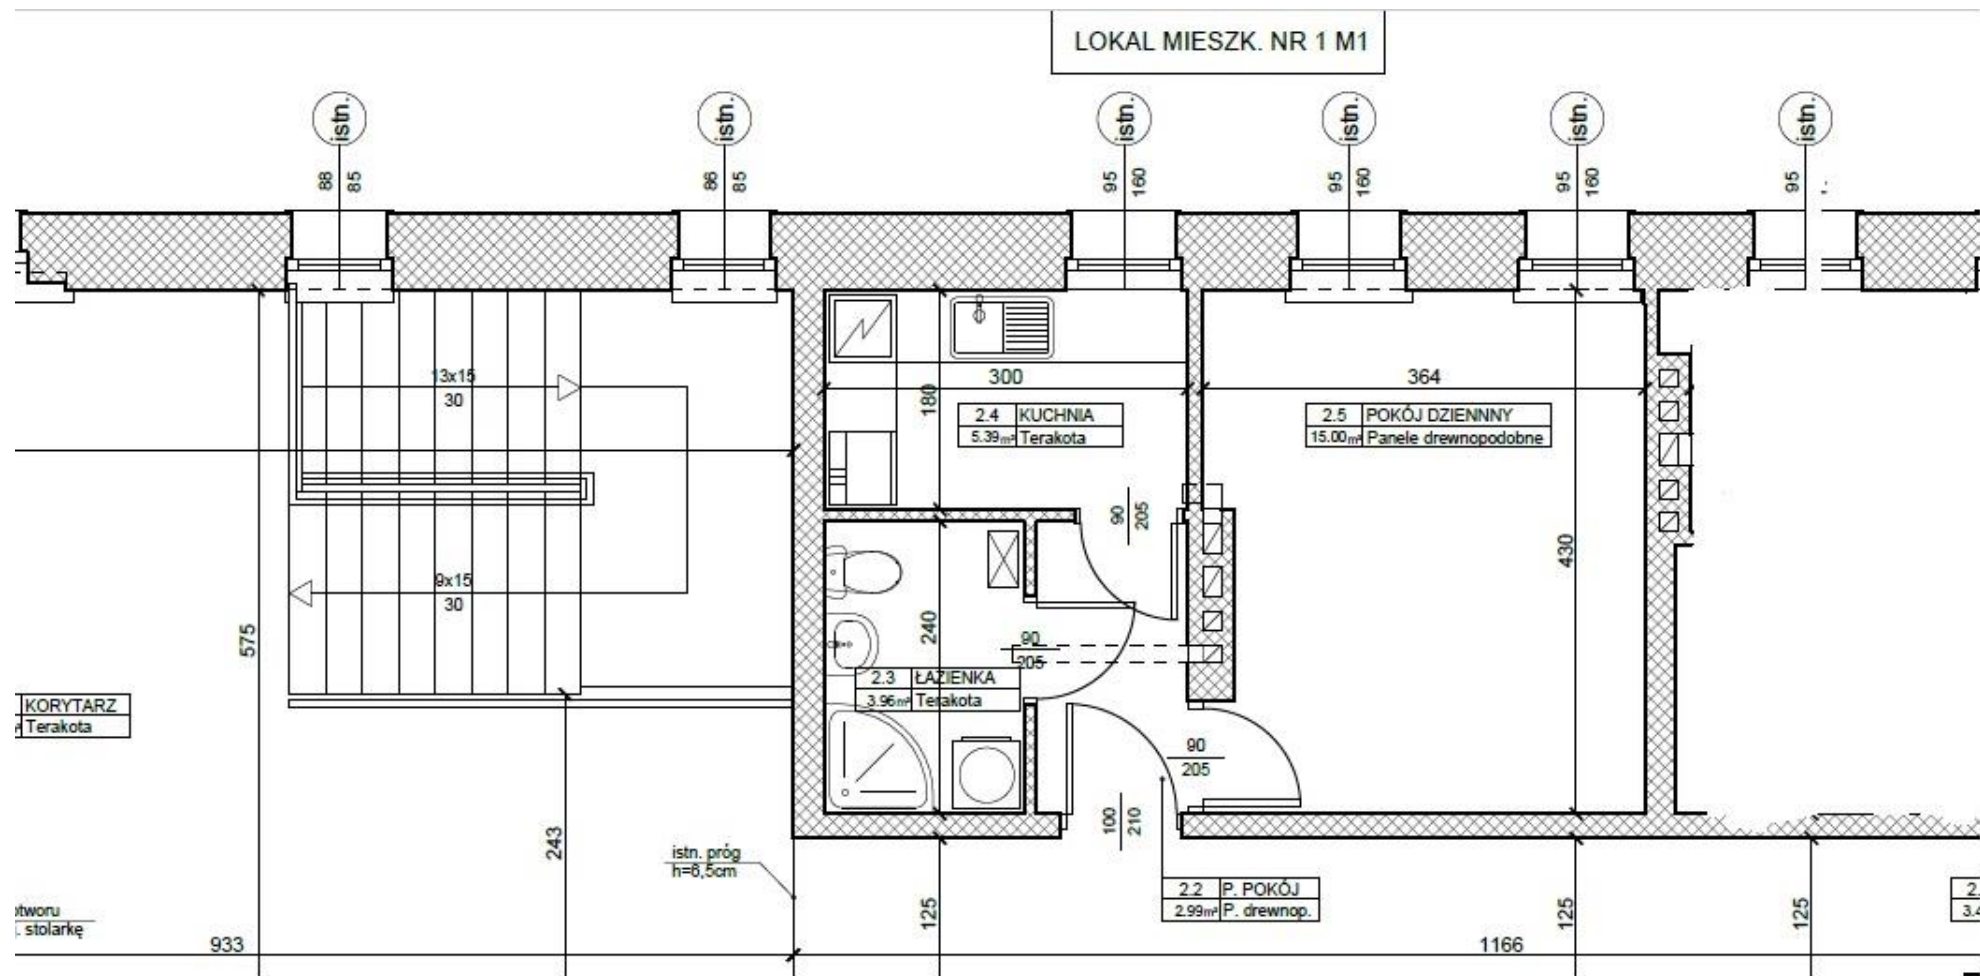 LOKAL MIESZK. NR 1 M1
istn.
istn.
istn.
istn.
istn.
istn.
88
85
86
85
95
160
95
160
95
160
95
13x15
30
9x15
30
300
180
2.4 KUCHNIA
5.39m² Terakota
364
2.5 POKÓJ DZIENNNY
15.00m² Panele drewnopodobne
90
205
430
240
575
90
205
2.3 ŁAZIENKA
3.96m² Terakota
KORYTARZ
Terakota
90
205
100
210
243
istn. próg
h=6,5cm
2.2 P. POKÓJ
2.99m² P. drewnop.
125
125
125
otworu
. stolarkę
933
1166
2.
3.4